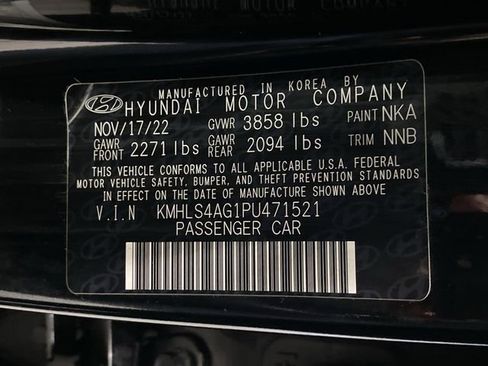 MANUFACTURED IN KOREA BY
HYUNDAI MOTOR COMPANY
NOV/17/22 GVWR 3858 lbs PAINT NKA
GAWR FRONT 2271 lbs GAWR REAR 2094 lbs TRIM NNB
THIS VEHICLE CONFORMS TO ALL APPLICABLE U.S.A. FEDERAL
MOTOR VEHICLE SAFETY, BUMPER, AND THEFT PREVENTION STANDARDS
IN EFFECT ON THE DATE OF MANUFACTURE SHOWN ABOVE
V.I.N KMHLS4AG1PU471521
PASSENGER CAR